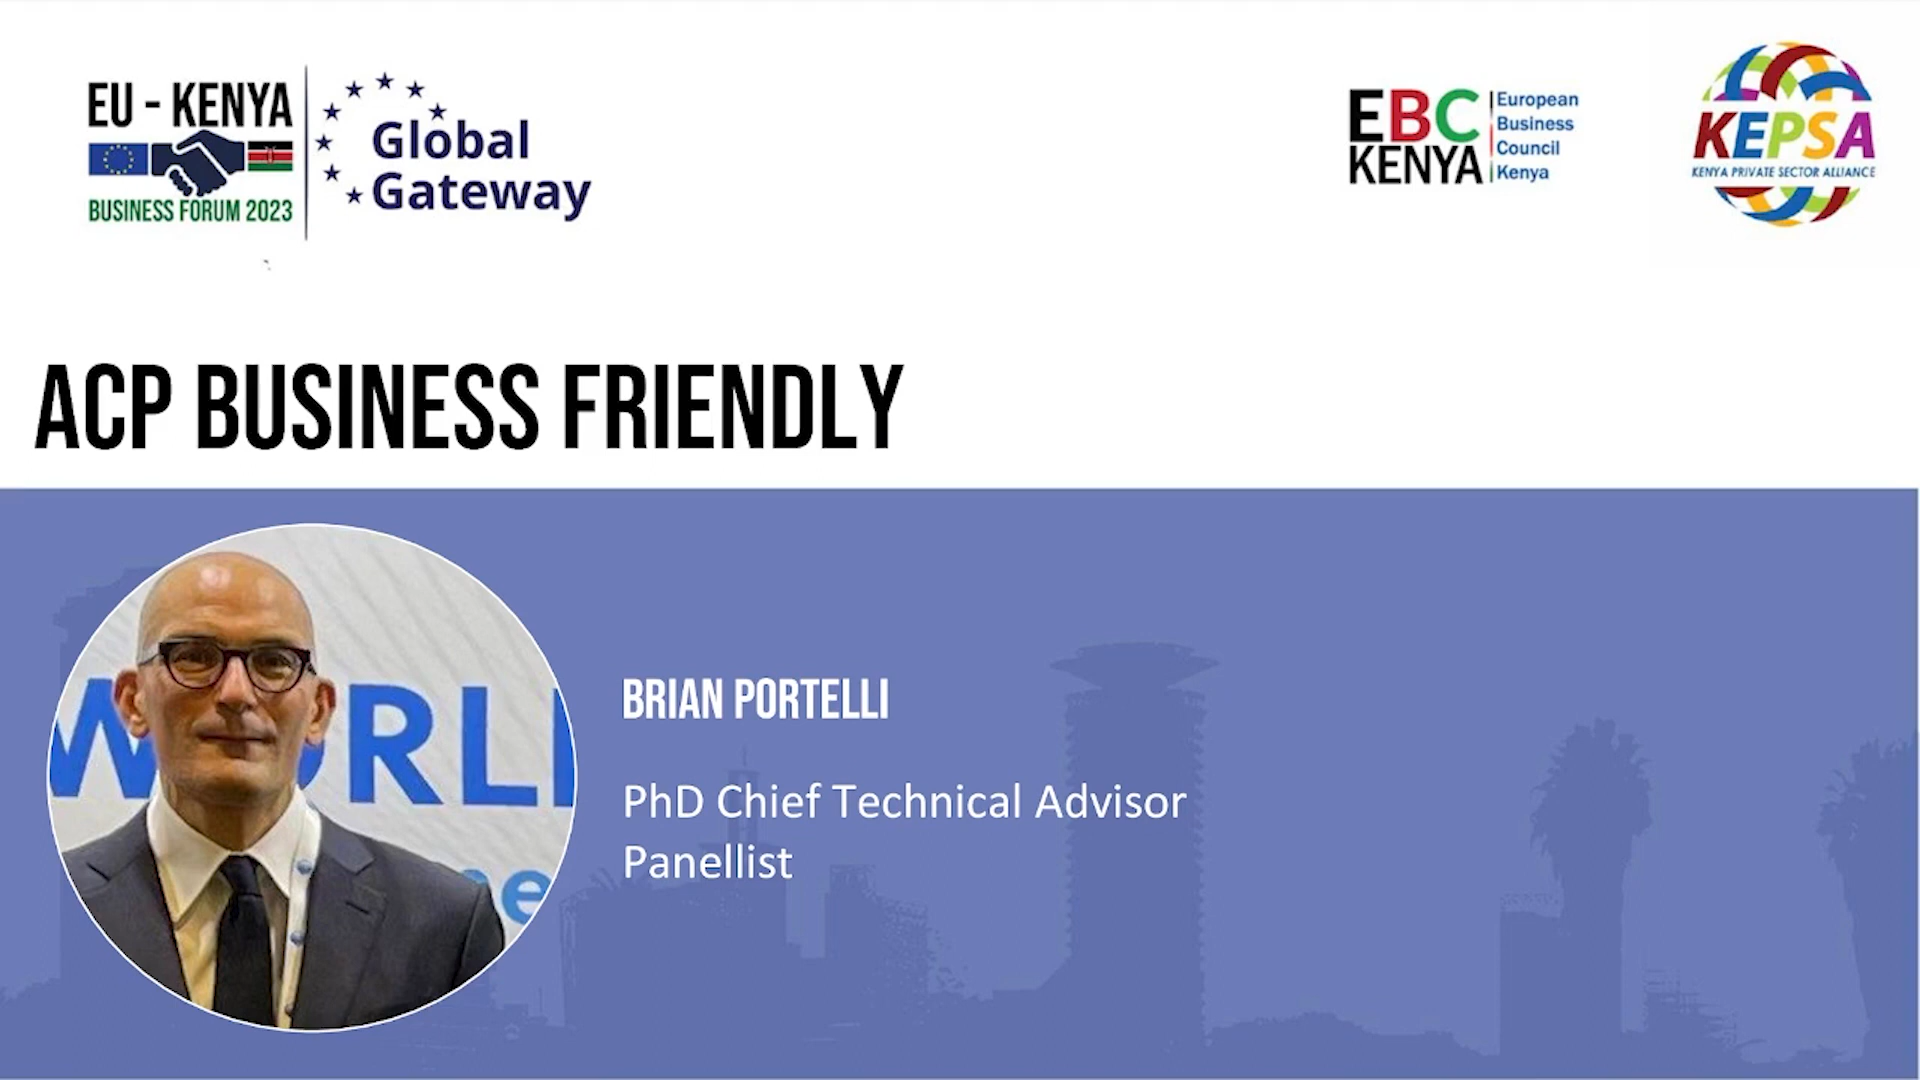 EU - KENYA
BUSINESS FORUM 2023
Global
Gateway
EBC
KENYA
European
Business
Council
Kenya
KEPSA
KENYA PRIVATE SECTOR ALLIANCE
ACP BUSINESS FRIENDLY
BRIAN PORTELLI
PhD Chief Technical Advisor
Panellist